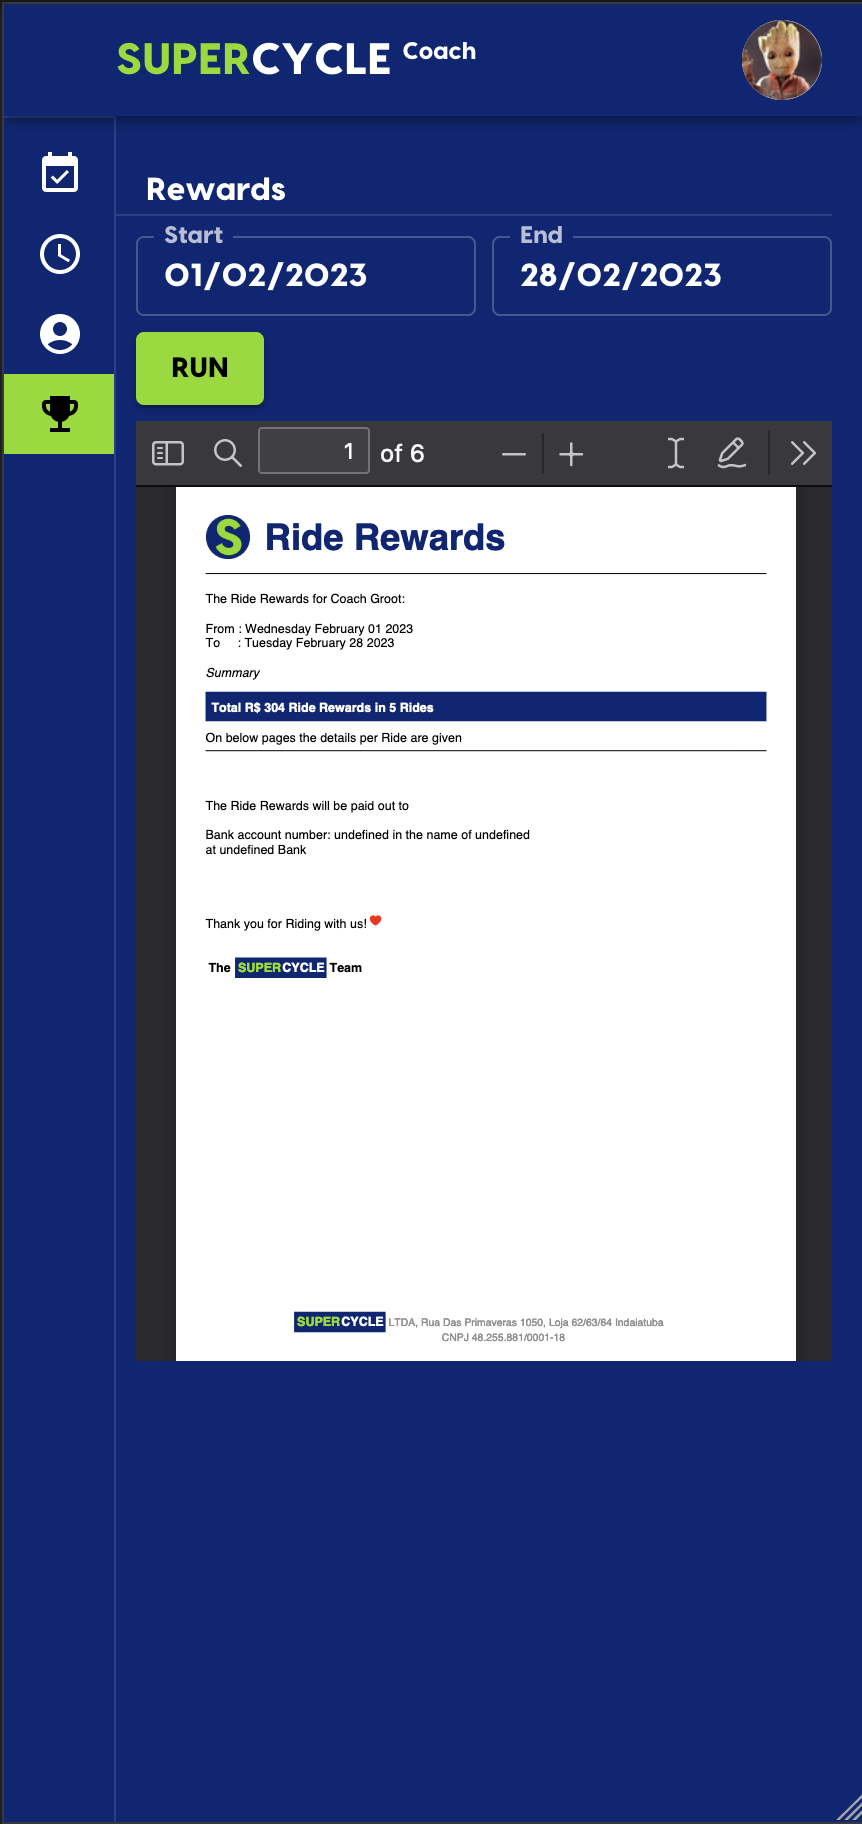 SUPERCYCLE Coach
Rewards
Start
01/02/2023
End
28/02/2023
RUN
1 of 6
S Ride Rewards
The Ride Rewards for Coach Groot:
From : Wednesday February 01 2023
To : Tuesday February 28 2023
Summary
Total R$ 304 Ride Rewards in 5 Rides
On below pages the details per Ride are given
The Ride Rewards will be paid out to
Bank account number: undefined in the name of undefined
at undefined Bank
Thank you for Riding with us!
The SUPERCYCLE Team
SUPERCYCLE LTDA, Rua Das Primaveras 1050, Loja 62/63/64 Indaiatuba
CNPJ 48.255.881/0001-18